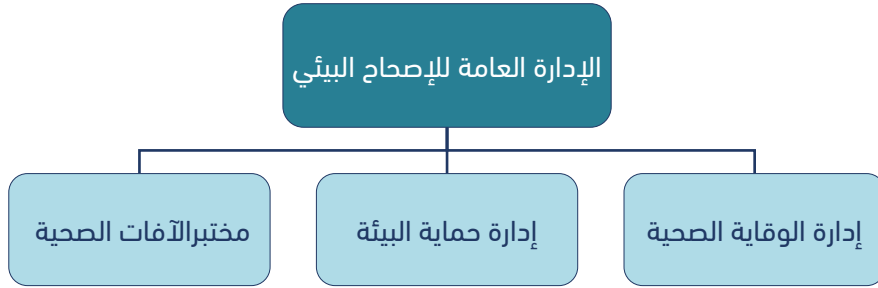 الإدارة العامة للإصحاح البيئي
إدارة الوقاية الصحية
إدارة حماية البيئة
مختبرالآفات الصحية